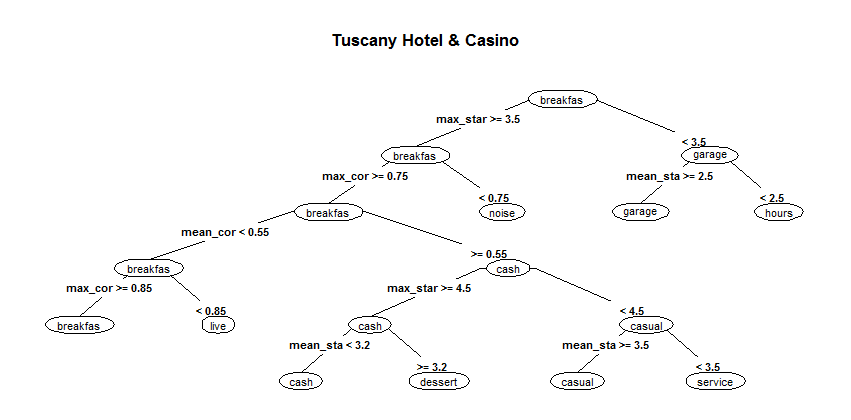 Tuscany Hotel & Casino
breakfas
max_star >= 3.5
< 3.5
breakfas
garage
max_cor >= 0.75
mean_sta >= 2.5
< 0.75
< 2.5
breakfas
noise
garage
hours
mean_cor < 0.55
>= 0.55
breakfas
cash
max_cor >= 0.85
max_star >= 4.5
< 0.85
< 4.5
breakfas
live
cash
casual
mean_sta < 3.2
mean_sta >= 3.5
>= 3.2
< 3.5
cash
dessert
casual
service